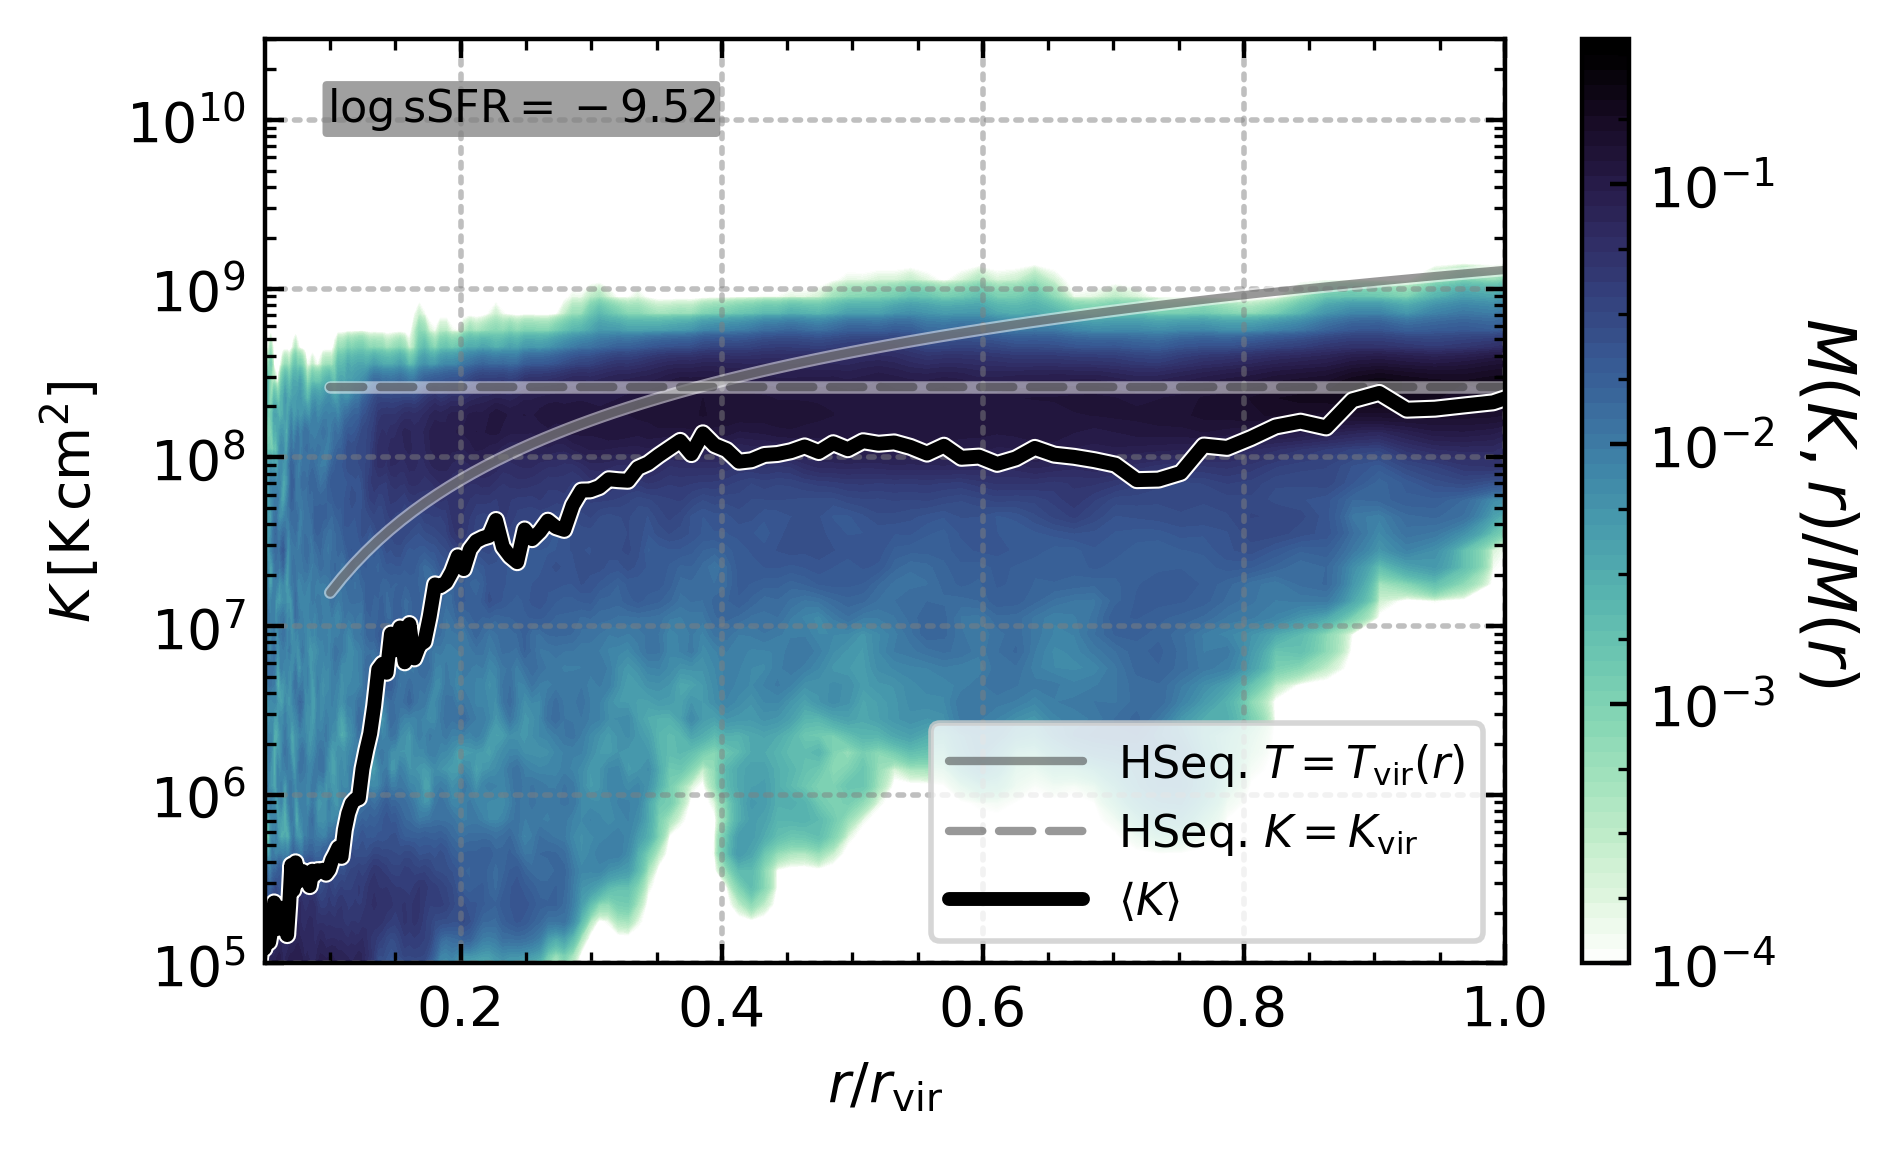 log sSFR = − 9.52
10^10
10^9
10^8
10^7
10^6
10^5
K [K cm^2]
0.2 0.4 0.6 0.8 1.0
r/r_vir
HSeq. T = T_vir(r)
HSeq. K = K_vir
⟨K⟩
10^−1
10^−2
10^−3
10^−4
M(K, r)/M(r)